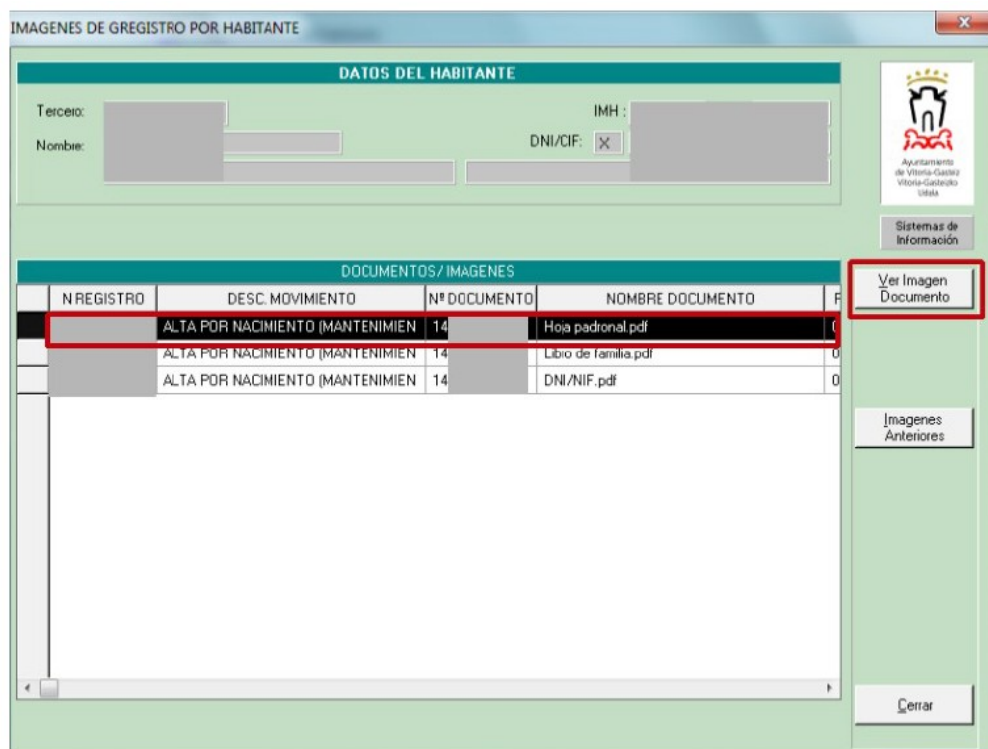 IMAGENES DE GREGISTRO POR HABITANTE
DATOS DEL HABITANTE
Tercero:
IMH :
Nombre:
DNI/CIF: X
Ayuntamiento
de Vitoria-Gasteiz
Vitoria-Gasteizko
Udala
Sistemas de
Información
DOCUMENTOS/IMAGENES
Ver Imagen
Documento
N REGISTRO DESC. MOVIMIENTO Nº DOCUMENTO NOMBRE DOCUMENTO F
ALTA POR NACIMIENTO (MANTENIMIEN 14 Hoja padronal.pdf 0
ALTA POR NACIMIENTO (MANTENIMIEN 14 Libro de familia.pdf 0
ALTA POR NACIMIENTO (MANTENIMIEN 14 DNI/NIF.pdf 0
Imagenes
Anteriores
Cerrar